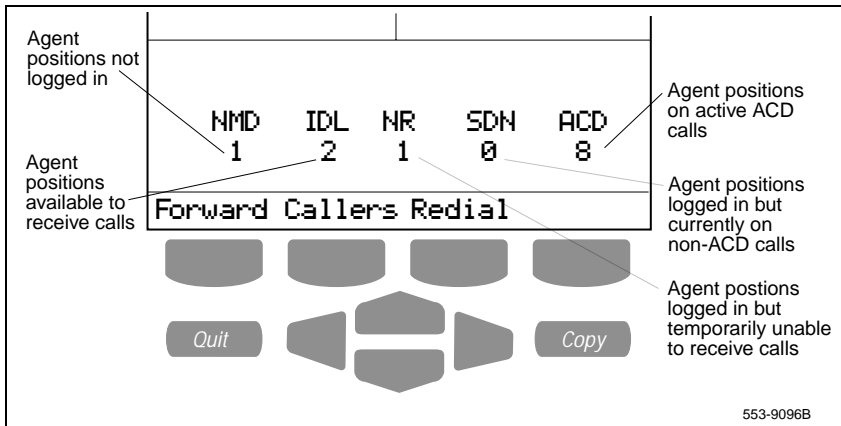 Agent
positions not
logged in
NMD IDL NR SDN ACD
1 2 1 0 8
Agent positions
on active ACD
calls
Agent
positions
available to
receive calls
Agent positions
logged in but
currently on
non-ACD calls
Forward Callers Redial
Agent postions
logged in but
temporarily unable
to receive calls
Quit
Copy
553-9096B